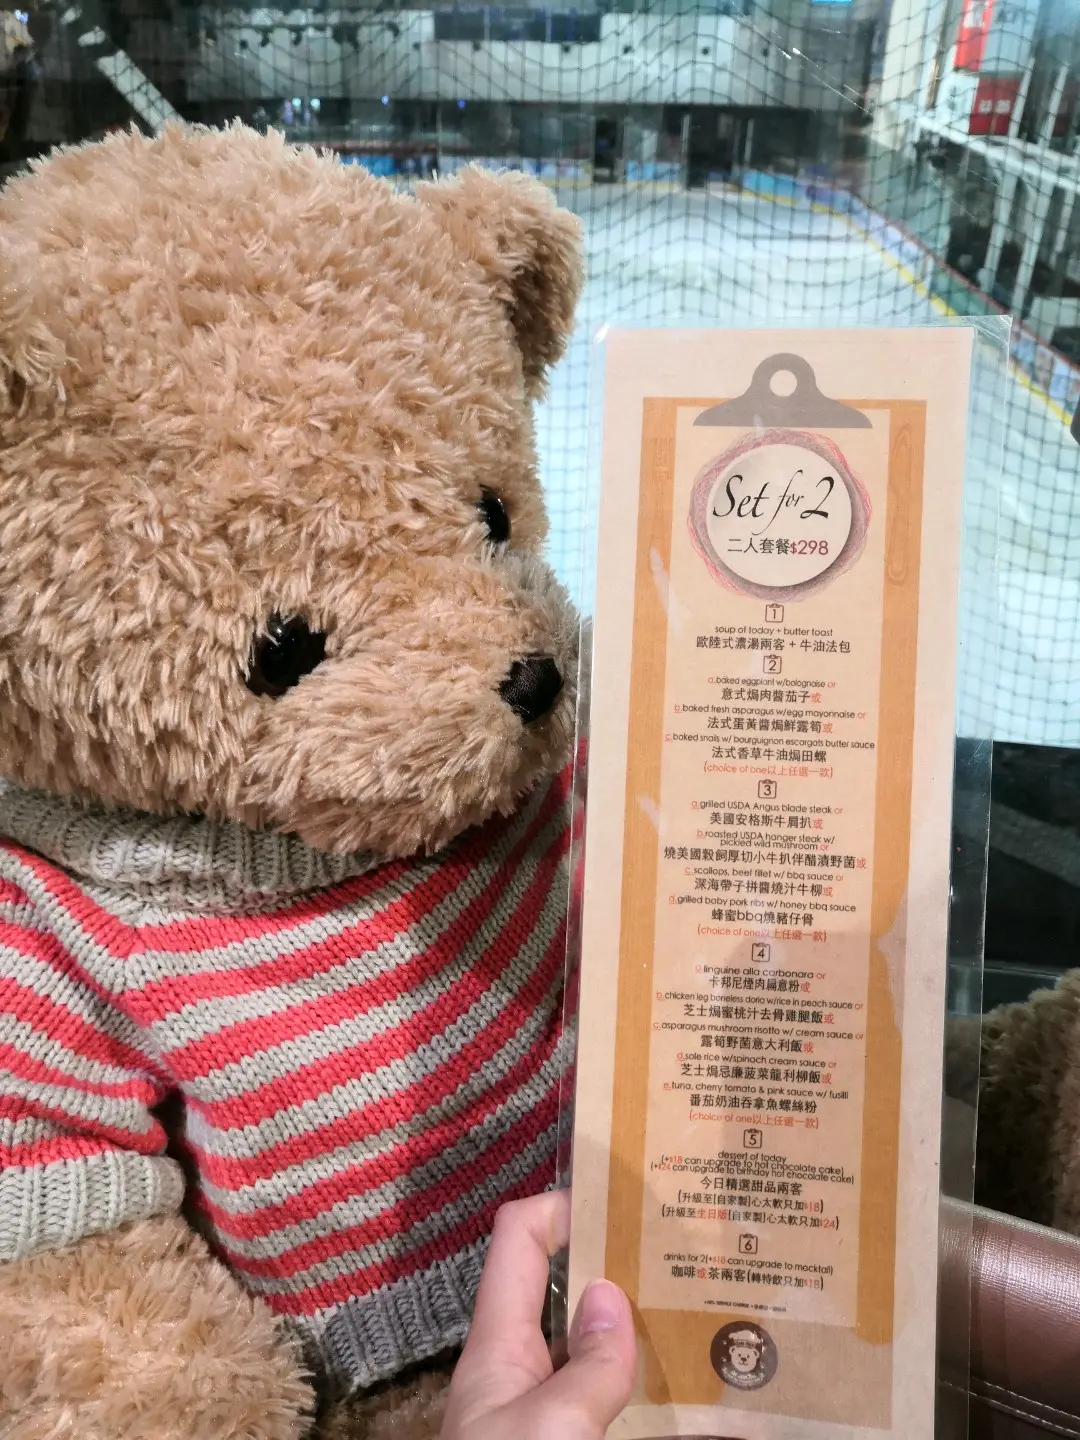 Set for 2
二人套餐$298
1
soup of today + butter toast
歐陸式濃湯兩客 + 牛油法包
2
a.baked eggplant w/bolognaise or
意式焗肉醬茄子或
b.baked fresh asparagus w/egg mayonnaise or
法式蛋黃醬焗鮮露筍或
c.baked snails w/ bourguignon escargots butter sauce
法式香草牛油焗田螺
(choice of one以上任選一款)
3
a.grilled USDA Angus blade steak or
美國安格斯牛肩扒或
b.roasted USDA hanger steak w/
pickled wild mushroom or
燒美國穀飼厚切小牛扒伴醋漬野菌或
c.scallops, beef fillet w/ bbq sauce or
深海帶子拼醬燒汁牛柳或
d.grilled baby pork ribs w/ honey bbq sauce
蜂蜜bbq燒豬仔骨
(choice of one以上任選一款)
4
a.linguine alla carbonara or
卡邦尼煙肉扁意粉或
b.chicken leg boneless doria w/rice in peach sauce or
芝士焗蜜桃汁去骨雞腿飯或
c.asparagus mushroom risotto w/ cream sauce or
露筍野菌意大利飯或
d.sole rice w/spinach cream sauce or
芝士焗忌廉菠菜龍利柳飯或
e.tuna, cherry tomato & pink sauce w/ fusilli
番茄奶油吞拿魚螺絲粉
(choice of one以上任選一款)
5
dessert of today
(+$18 can upgrade to hot chocolate cake)
(+$24 can upgrade to birthday hot chocolate cake)
今日精選甜品兩客
(升級至[自家製]心太軟只加$18)
(升級至生日版[自家製]心太軟只加$24)
6
drinks for 2(+$18 can upgrade to mocktail)
咖啡或茶兩客(轉特飲只加$18)